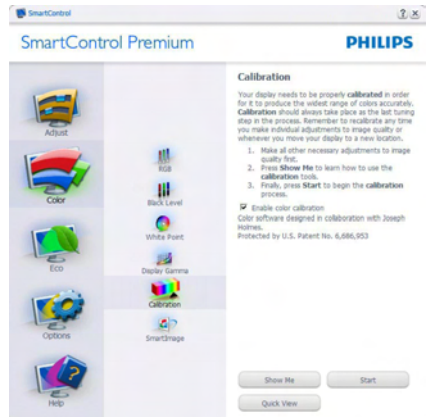 SmartControl
SmartControl Premium
PHILIPS
Adjust
Color
Eco
Options
Help
RGB
Black Level
White Point
Display Gamma
Calibration
SmartImage
Calibration
Your display needs to be properly calibrated in order
for it to produce the widest range of colors accurately.
Calibration should always take place as the last tuning
step in the process. Remember to recalibrate any time
you make individual adjustments to image quality or
whenever you move your display to a new location.
1. Make all other necessary adjustments to image
quality first.
2. Press Show Me to learn how to use the
calibration tools.
3. Finally, press Start to begin the calibration
process.
Enable color calibration
Color software designed in collaboration with Joseph
Holmes.
Protected by U.S. Patent No. 6,686,953
Show Me
Start
Quick View